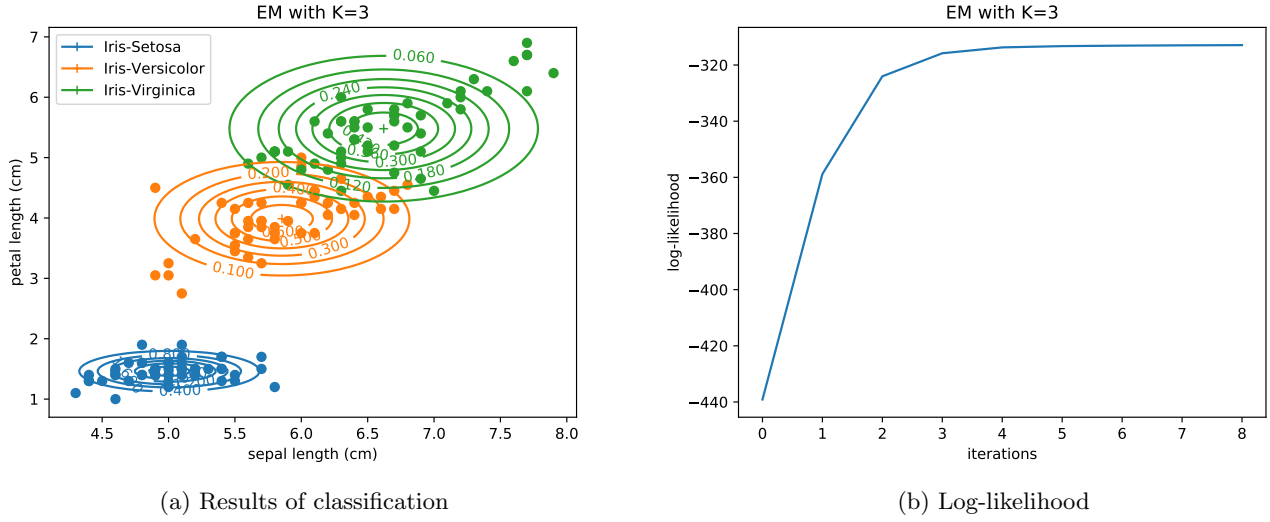 EM with K=3
7
6
5
4
3
2
1
petal length (cm)
Iris-Setosa
Iris-Versicolor
Iris-Virginica
0.060
0.240
0.300
0.180
0.120
0.200
0.400
0.500
0.300
0.100
0.800
0.400
4.5 5.0 5.5 6.0 6.5 7.0 7.5 8.0
sepal length (cm)
(a) Results of classification
EM with K=3
−320
−340
−360
−380
−400
−420
−440
log-likelihood
0 1 2 3 4 5 6 7 8
iterations
(b) Log-likelihood